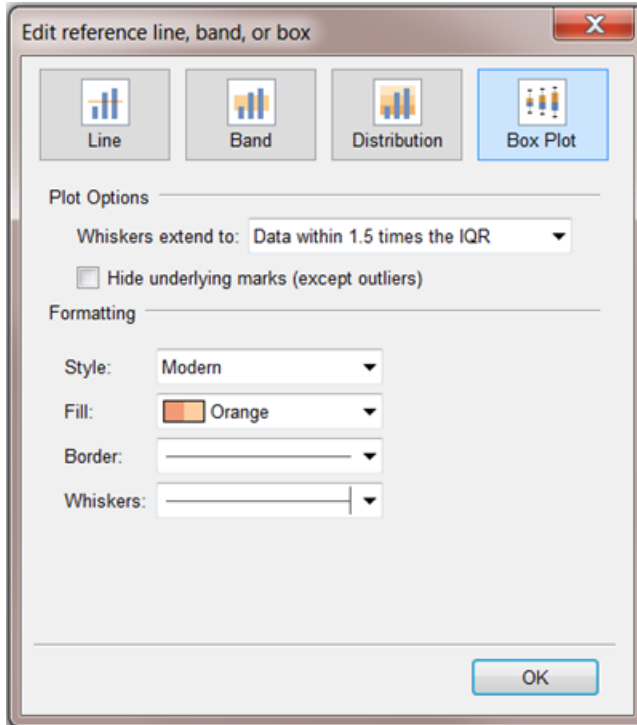 Edit reference line, band, or box
Line Band Distribution Box Plot
Plot Options
Whiskers extend to: Data within 1.5 times the IQR
Hide underlying marks (except outliers)
Formatting
Style: Modern
Fill: Orange
Border:
Whiskers:
OK